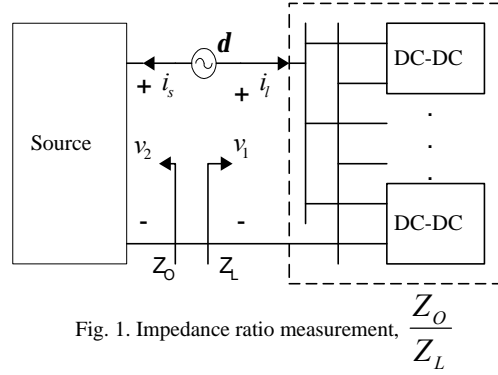 d
DC-DC
+ i_s + i_l
Source
v_2 v_1
.
.
.
- -
DC-DC
Z_O Z_L
Fig. 1. Impedance ratio measurement, Z_O / Z_L